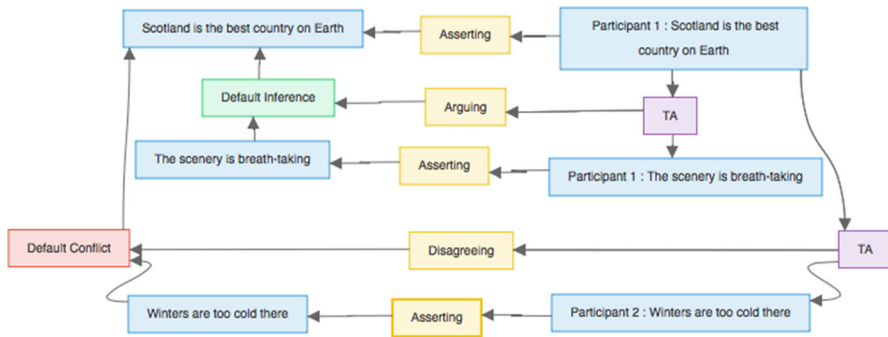 Scotland is the best country on Earth
Asserting
Participant 1 : Scotland is the best
country on Earth
Default Inference
Arguing
TA
The scenery is breath-taking
Asserting
Participant 1 : The scenery is breath-taking
Default Conflict
Disagreeing
TA
Winters are too cold there
Asserting
Participant 2 : Winters are too cold there